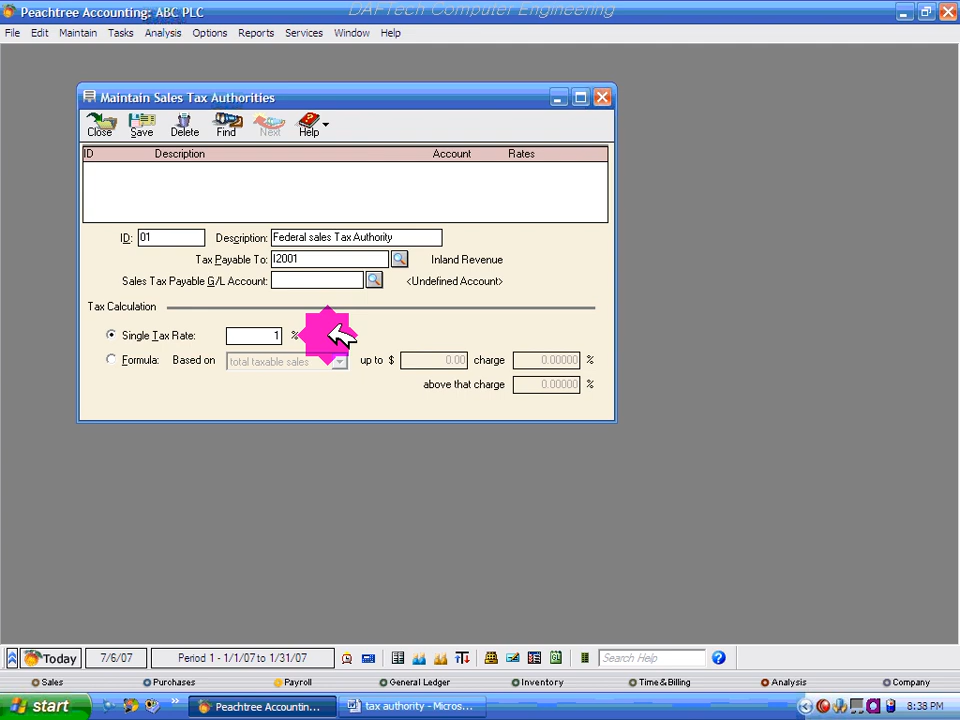 Peachtree Accounting: ABC PLC
DAFTech Computer Engineering
File Edit Maintain Tasks Analysis Options Reports Services Window Help
Maintain Sales Tax Authorities
Close Save Delete Find Next Help
ID Description Account Rates
ID: 01 Description: Federal sales Tax Authority
Tax Payable To: I2001 Inland Revenue
Sales Tax Payable G/L Account: <Undefined Account>
Tax Calculation
Single Tax Rate: 1 %
Formula: Based on total taxable sales up to $ 0.00 charge 0.00000 %
above that charge 0.00000 %
Today 7/6/07 Period 1 - 1/1/07 to 1/31/07 Search Help
Sales Purchases Payroll General Ledger Inventory Time & Billing Analysis Company
start Peachtree Accountin... tax authority - Micros... 8:38 PM